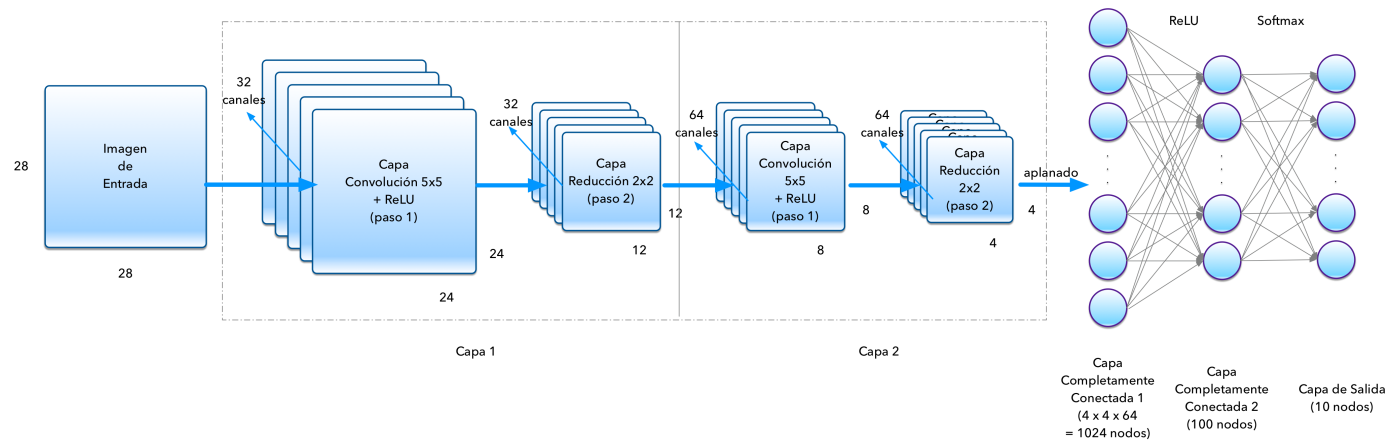 28
Imagen
de
Entrada
28
32
canales
Capa
Convolución 5x5
+ ReLU
(paso 1)
24
24
32
canales
Capa
Reducción 2x2
(paso 2)
12
12
Capa 1
64
canales
Capa
Convolución
5x5
+ ReLU
(paso 1)
8
8
64
canales
Capa
Reducción
2x2
(paso 2)
4
4
Capa 2
aplanado
ReLU
Softmax
Capa
Completamente
Conectada 1
(4 x 4 x 64
= 1024 nodos)
Capa
Completamente
Conectada 2
(100 nodos)
Capa de Salida
(10 nodos)